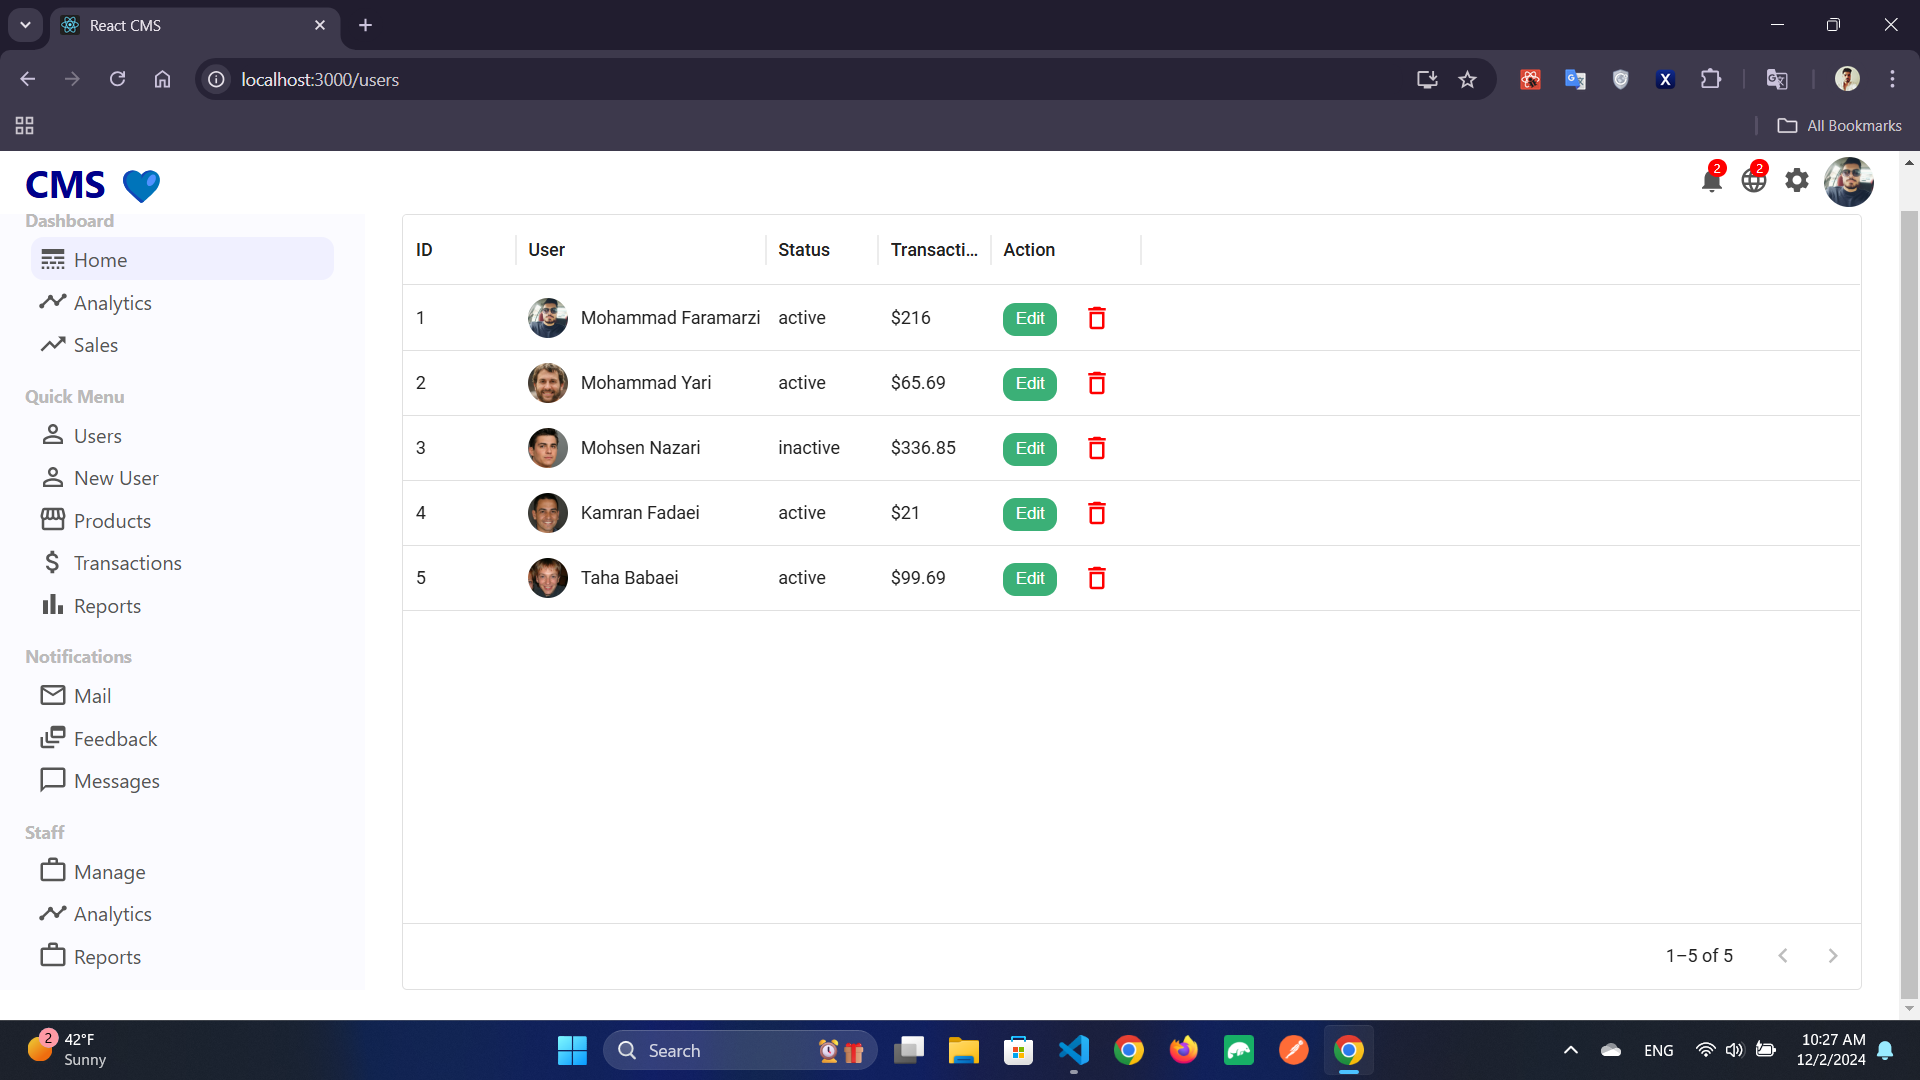 React CMS
localhost:3000/users
All Bookmarks
CMS
2
2
Dashboard
Home
Analytics
Sales
Quick Menu
Users
New User
Products
Transactions
Reports
Notifications
Mail
Feedback
Messages
Staff
Manage
Analytics
Reports
ID User Status Transacti... Action
1 Mohammad Faramarzi active $216 Edit
2 Mohammad Yari active $65.69 Edit
3 Mohsen Nazari inactive $336.85 Edit
4 Kamran Fadaei active $21 Edit
5 Taha Babaei active $99.69 Edit
1–5 of 5
2
42°F
Sunny
Search
ENG
10:27 AM
12/2/2024